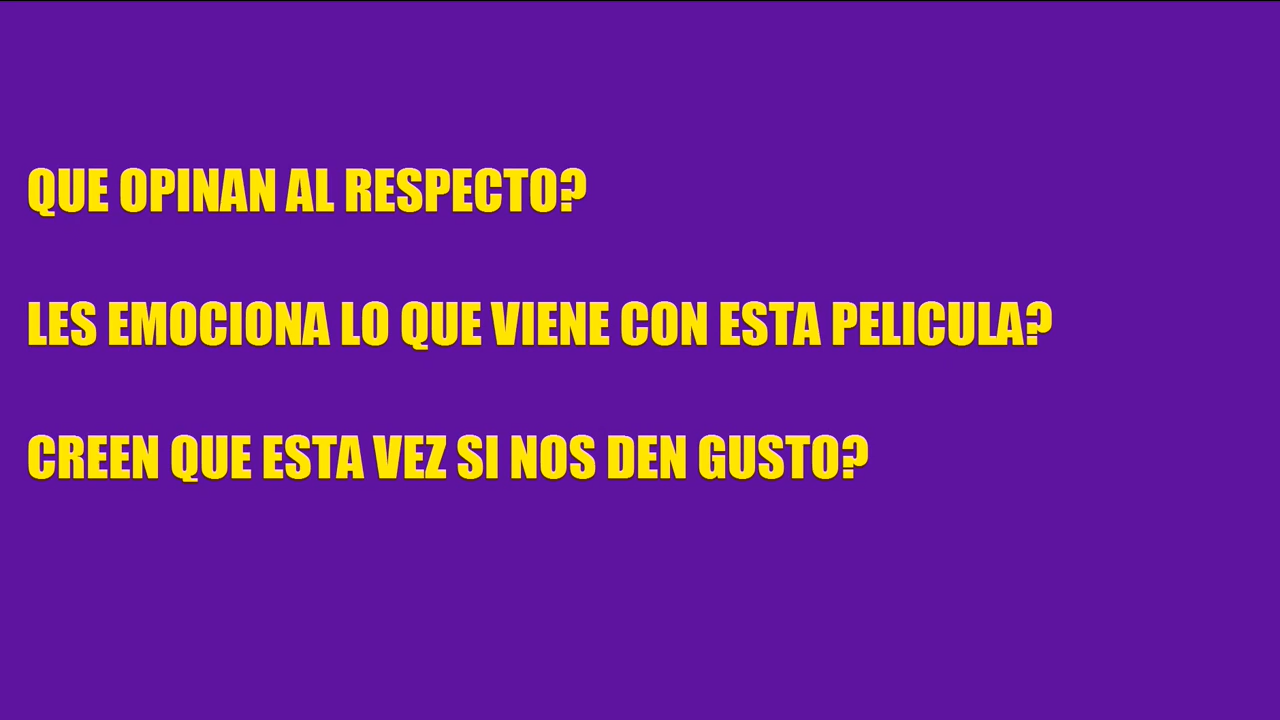 QUE OPINAN AL RESPECTO?
LES EMOCIONA LO QUE VIENE CON ESTA PELICULA?
CREEN QUE ESTA VEZ SI NOS DEN GUSTO?